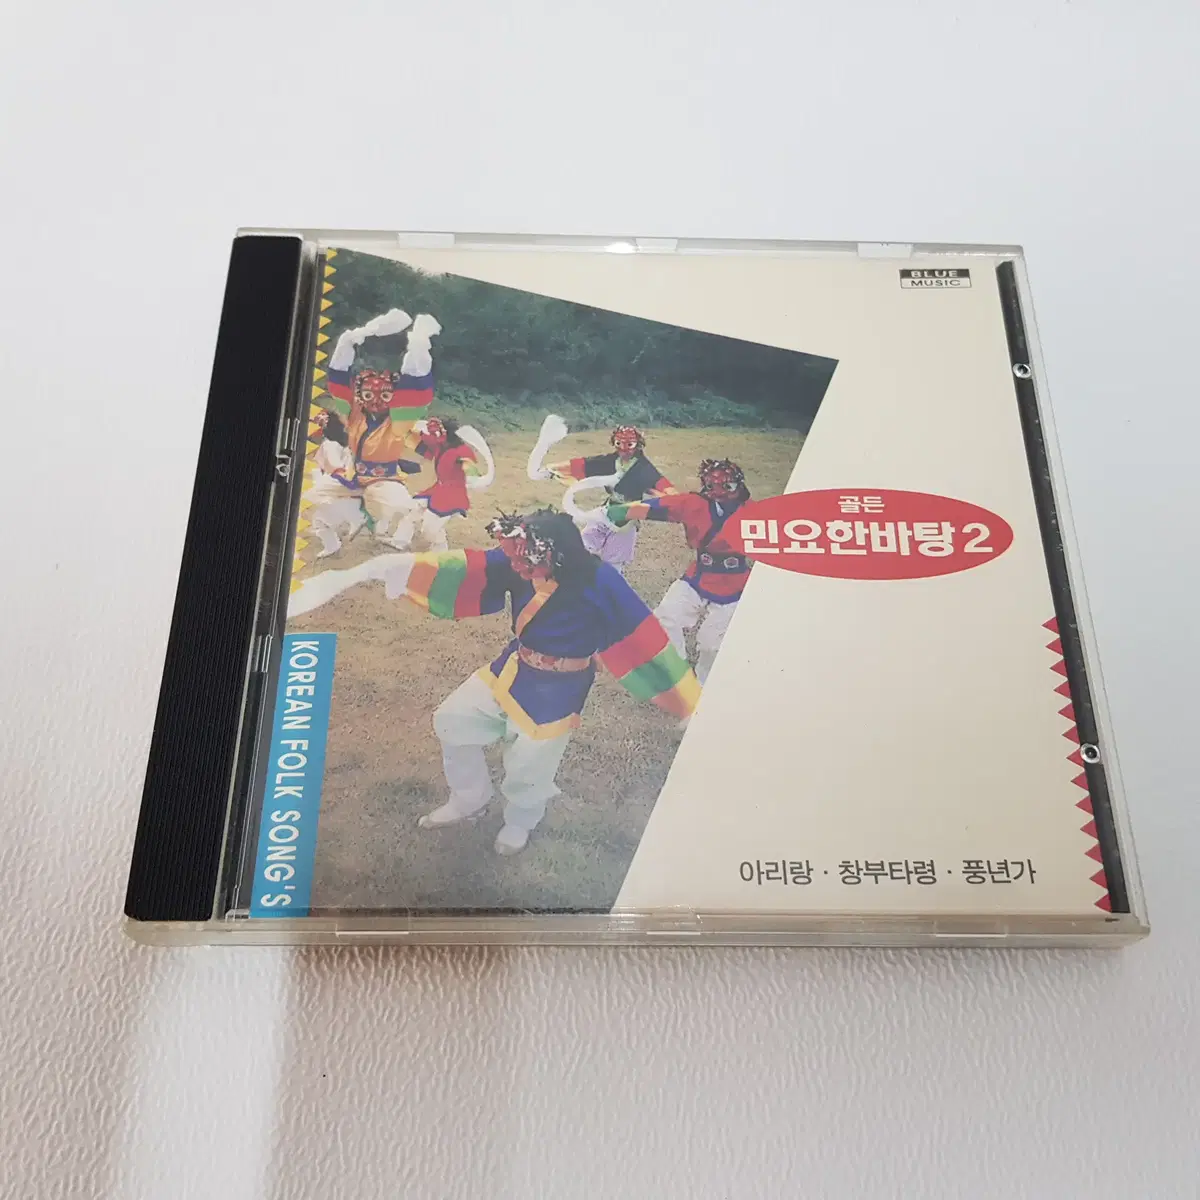 BLUE
MUSIC
골든
민요한바탕2
KOREAN FOLK SONG'S
아리랑 · 창부타령 · 풍년가